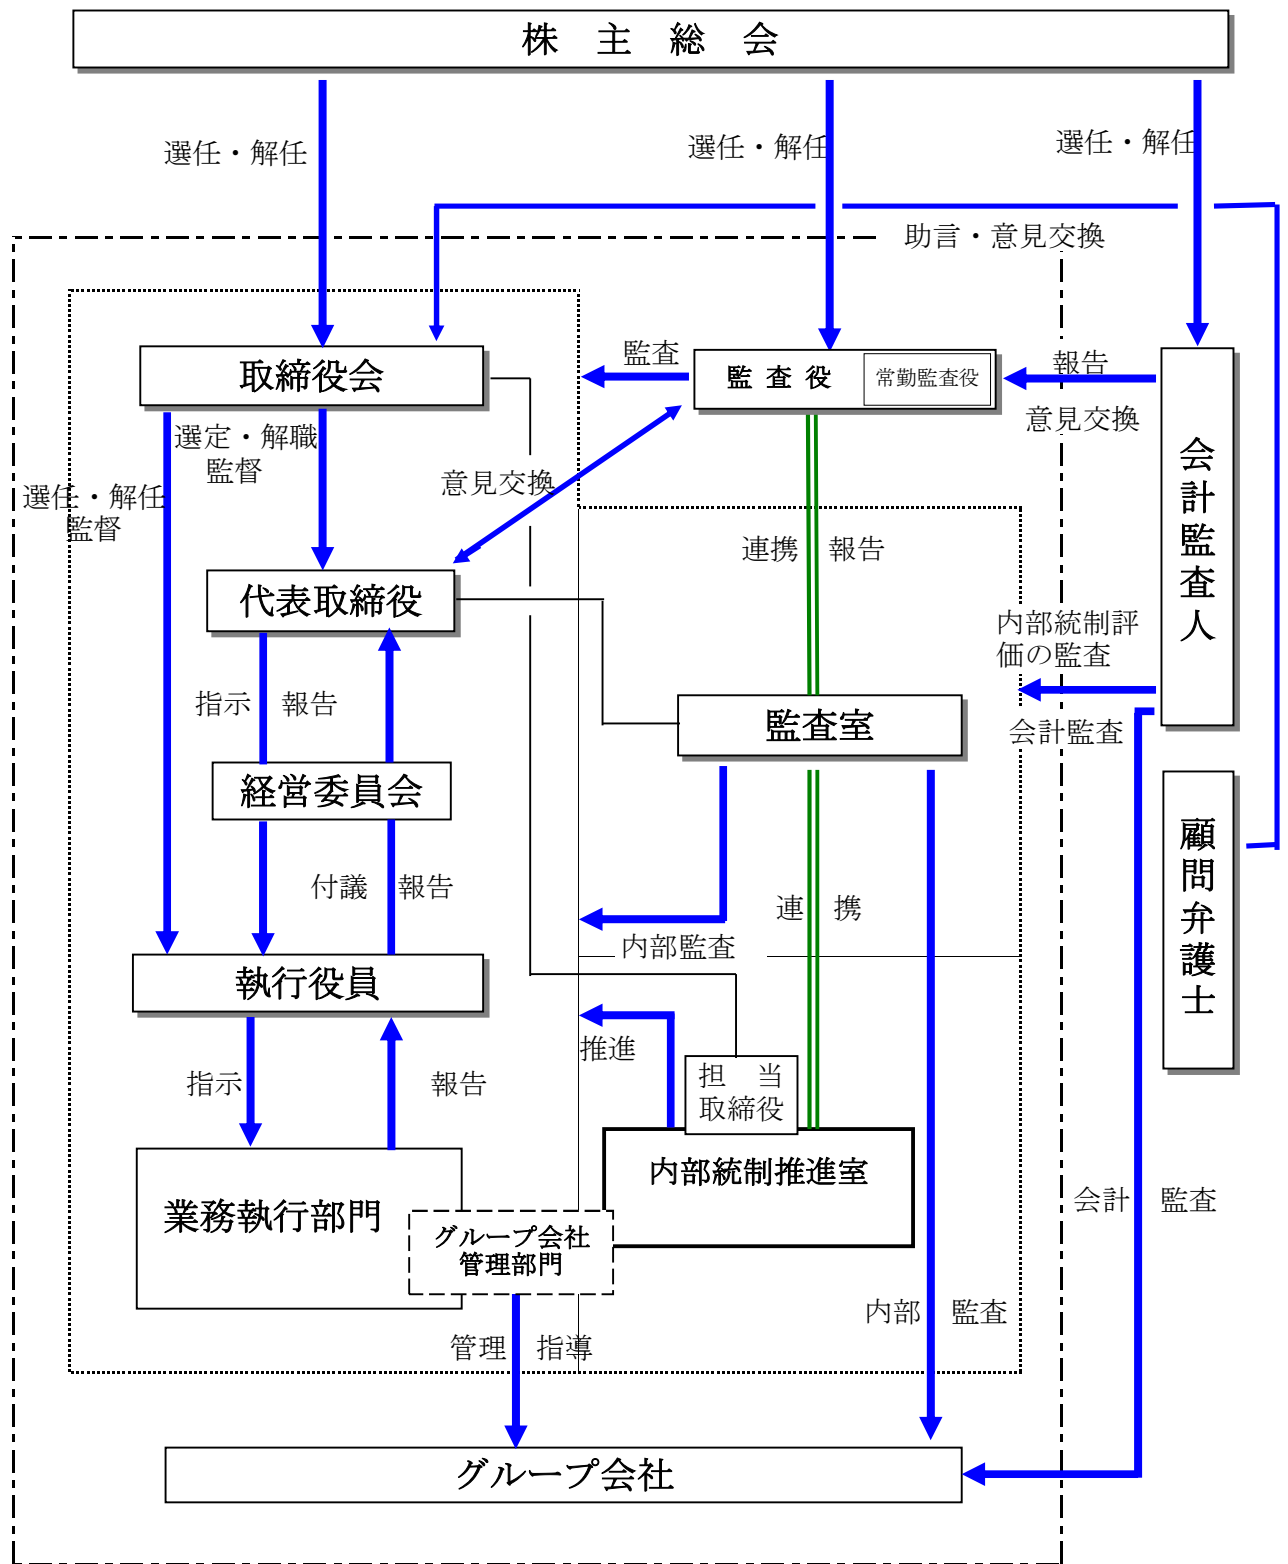 株　主　総　会
選任・解任
選任・解任
選任・解任
助言・意見交換
取締役会
監査
監 査 役
常勤監査役
報告
意見交換
会計監査人
選定・解職
監督
選任・解任
監督
意見交換
連携　報告
代表取締役
内部統制評
価の監査
指示　報告
監査室
会計監査
経営委員会
顧問弁護士
付議　報告
連　携
内部監査
執行役員
推進
指示
報告
担　当
取締役
内部統制推進室
業務執行部門
グループ会社
管理部門
会計　監査
内部　監査
管理　指導
グループ会社